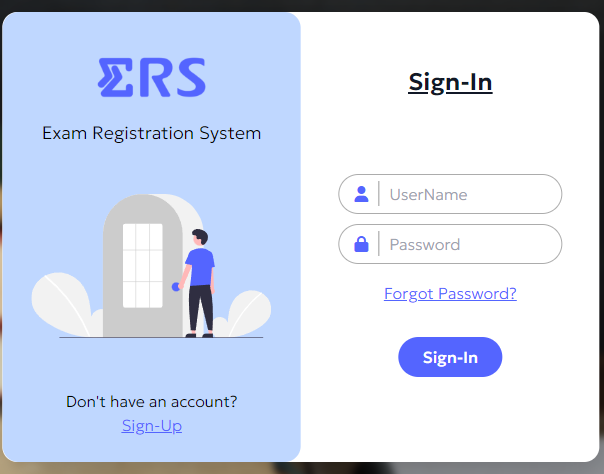 ERS
Exam Registration System
Don't have an account?
Sign-Up
Sign-In
UserName
Password
Forgot Password?
Sign-In